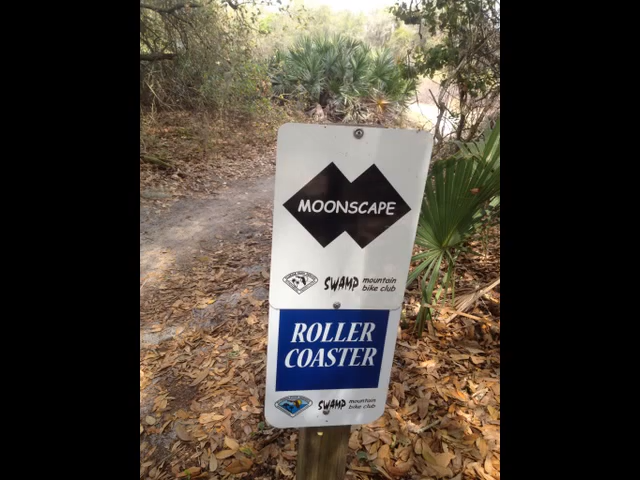 MOONSCAPE
SWAMP mountain
bike club
ROLLER
COASTER
SWAMP mountain
bike club